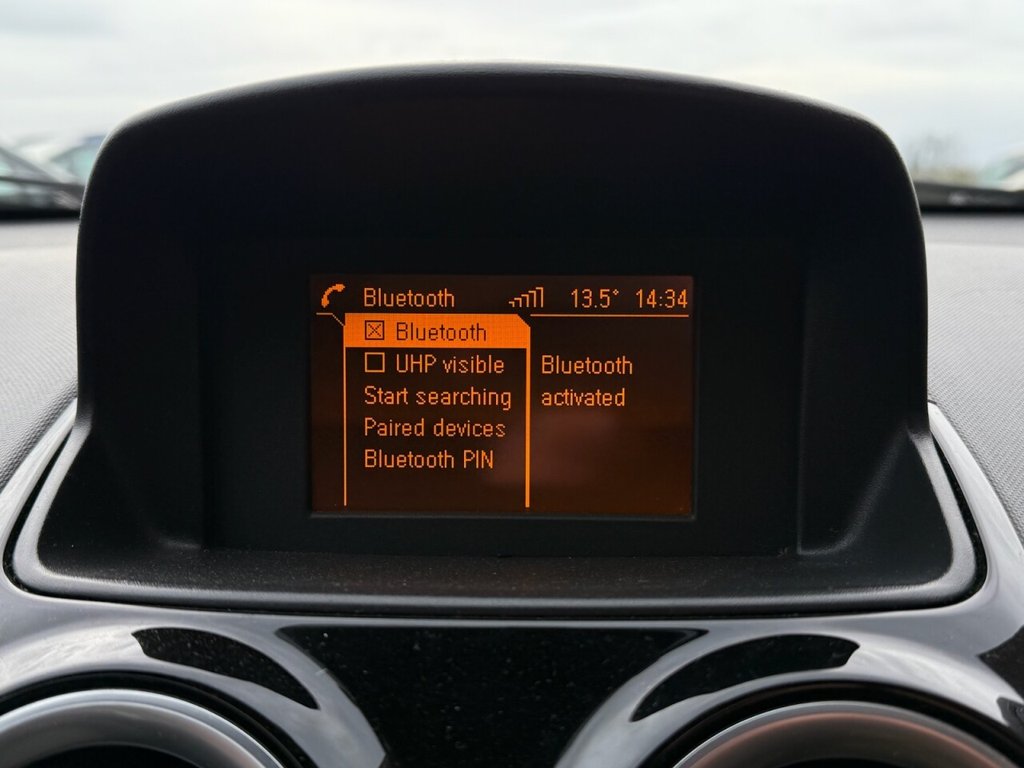 Bluetooth 13.5° 14:34
Bluetooth
UHP visible
Start searching
Paired devices
Bluetooth PIN
Bluetooth
activated